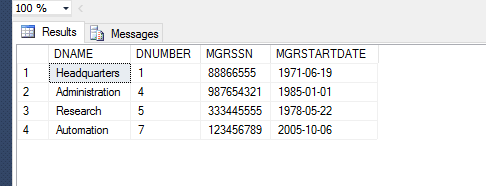 100 %
Results Messages
DNAME DNUMBER MGRSSN MGRSTARTDATE
1 Headquarters 1 88866555 1971-06-19
2 Administration 4 987654321 1985-01-01
3 Research 5 333445555 1978-05-22
4 Automation 7 123456789 2005-10-06